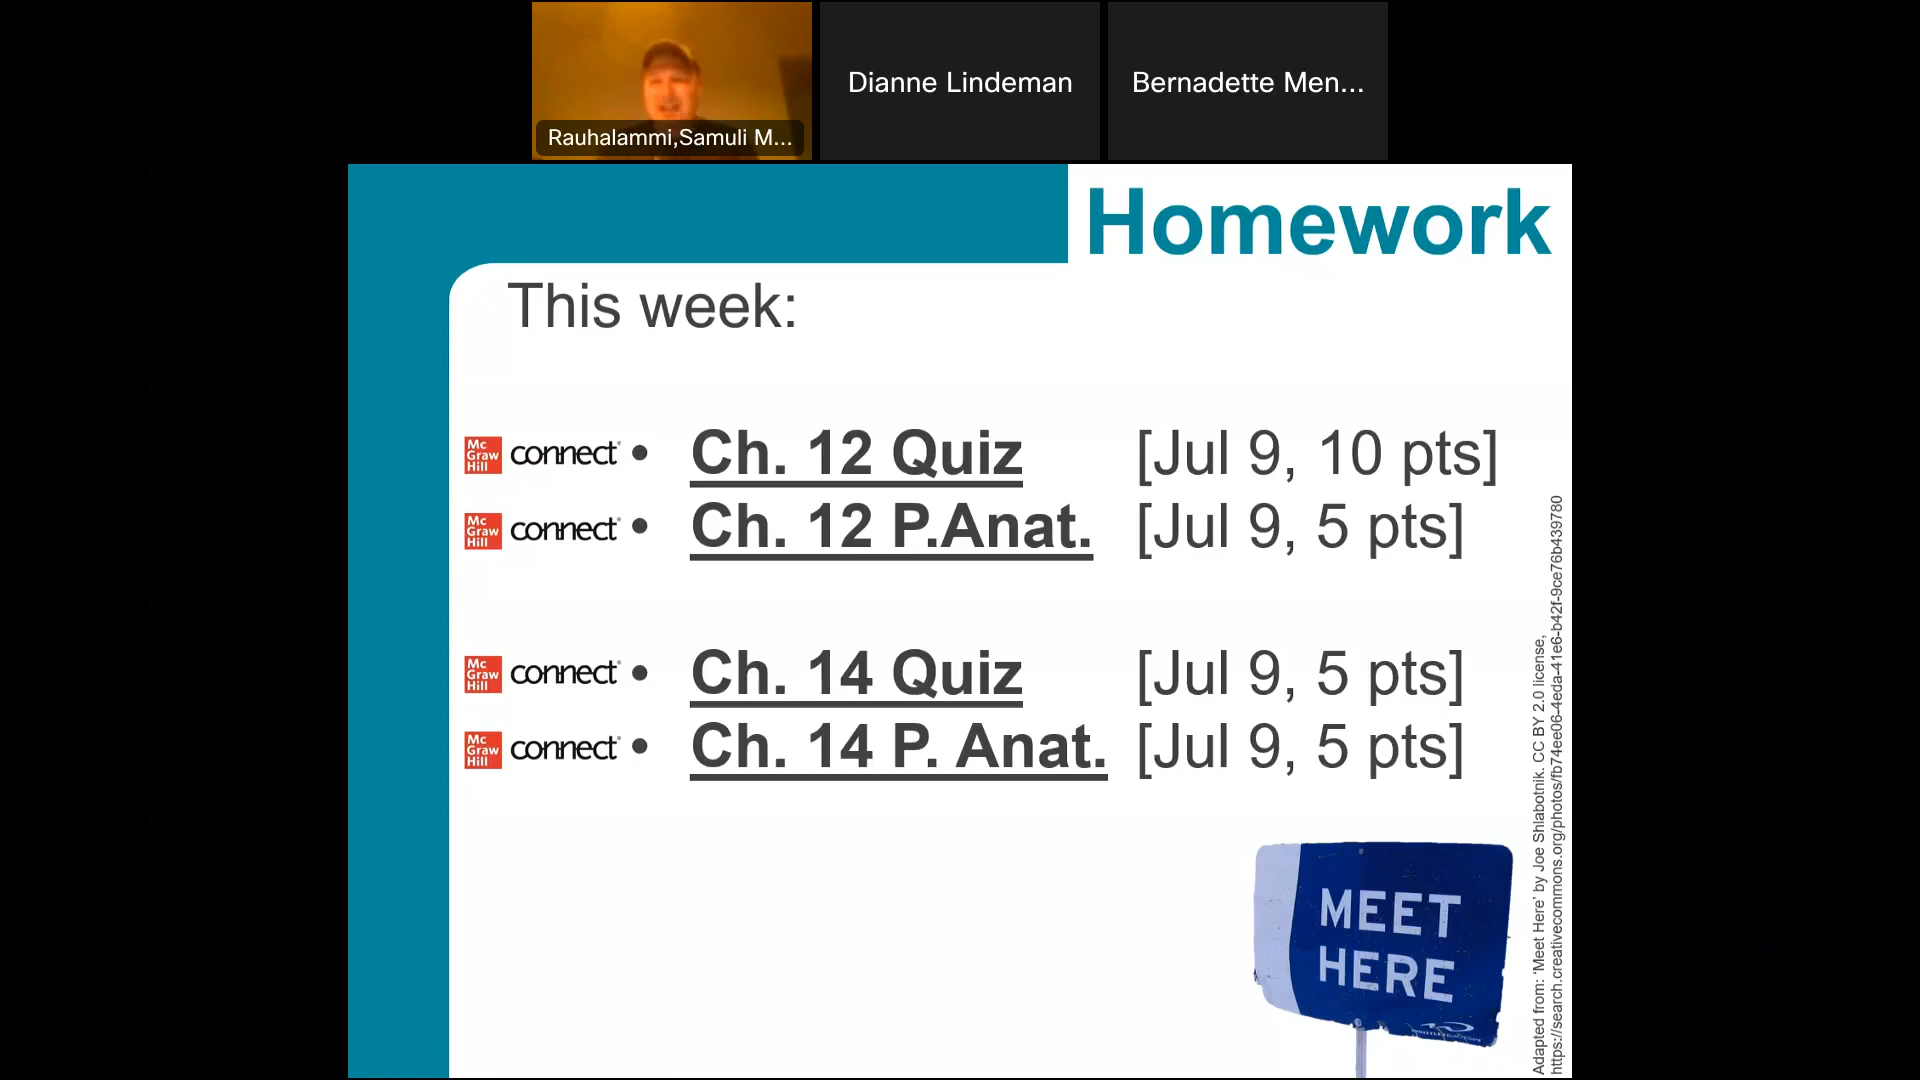 Rauhalammi,Samuli M...
Dianne Lindeman
Bernadette Men...
Homework
This week:
Mc Graw Hill connect • Ch. 12 Quiz [Jul 9, 10 pts]
Mc Graw Hill connect • Ch. 12 P.Anat. [Jul 9, 5 pts]
Mc Graw Hill connect • Ch. 14 Quiz [Jul 9, 5 pts]
Mc Graw Hill connect • Ch. 14 P. Anat. [Jul 9, 5 pts]
MEET
HERE
Adapted from: 'Meet Here' by Joe Shlabotnik. CC BY 2.0 license,
https://search.creativecommons.org/photos/fb74ee06-4eda-41e6-b42f-9ce76b439780